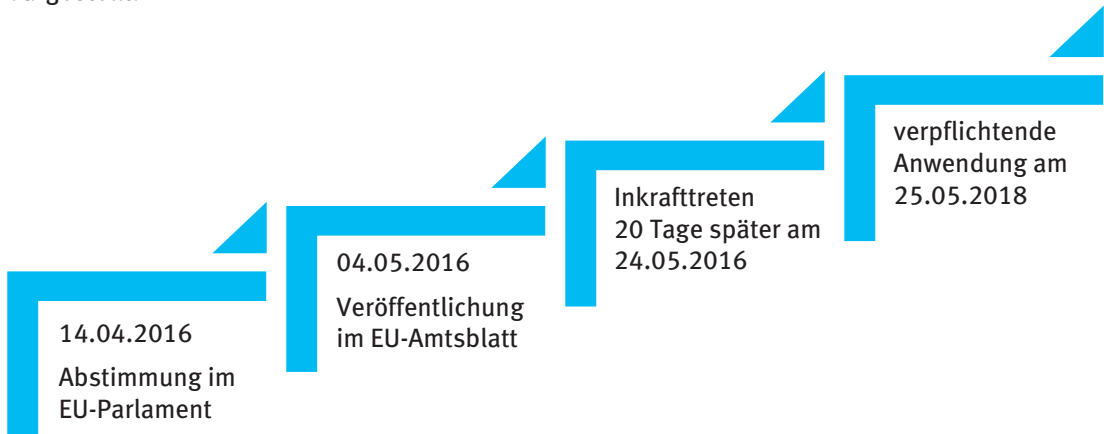 14.04.2016
Abstimmung im
EU-Parlament
04.05.2016
Veröffentlichung
im EU-Amtsblatt
Inkrafttreten
20 Tage später am
24.05.2016
verpflichtende
Anwendung am
25.05.2018